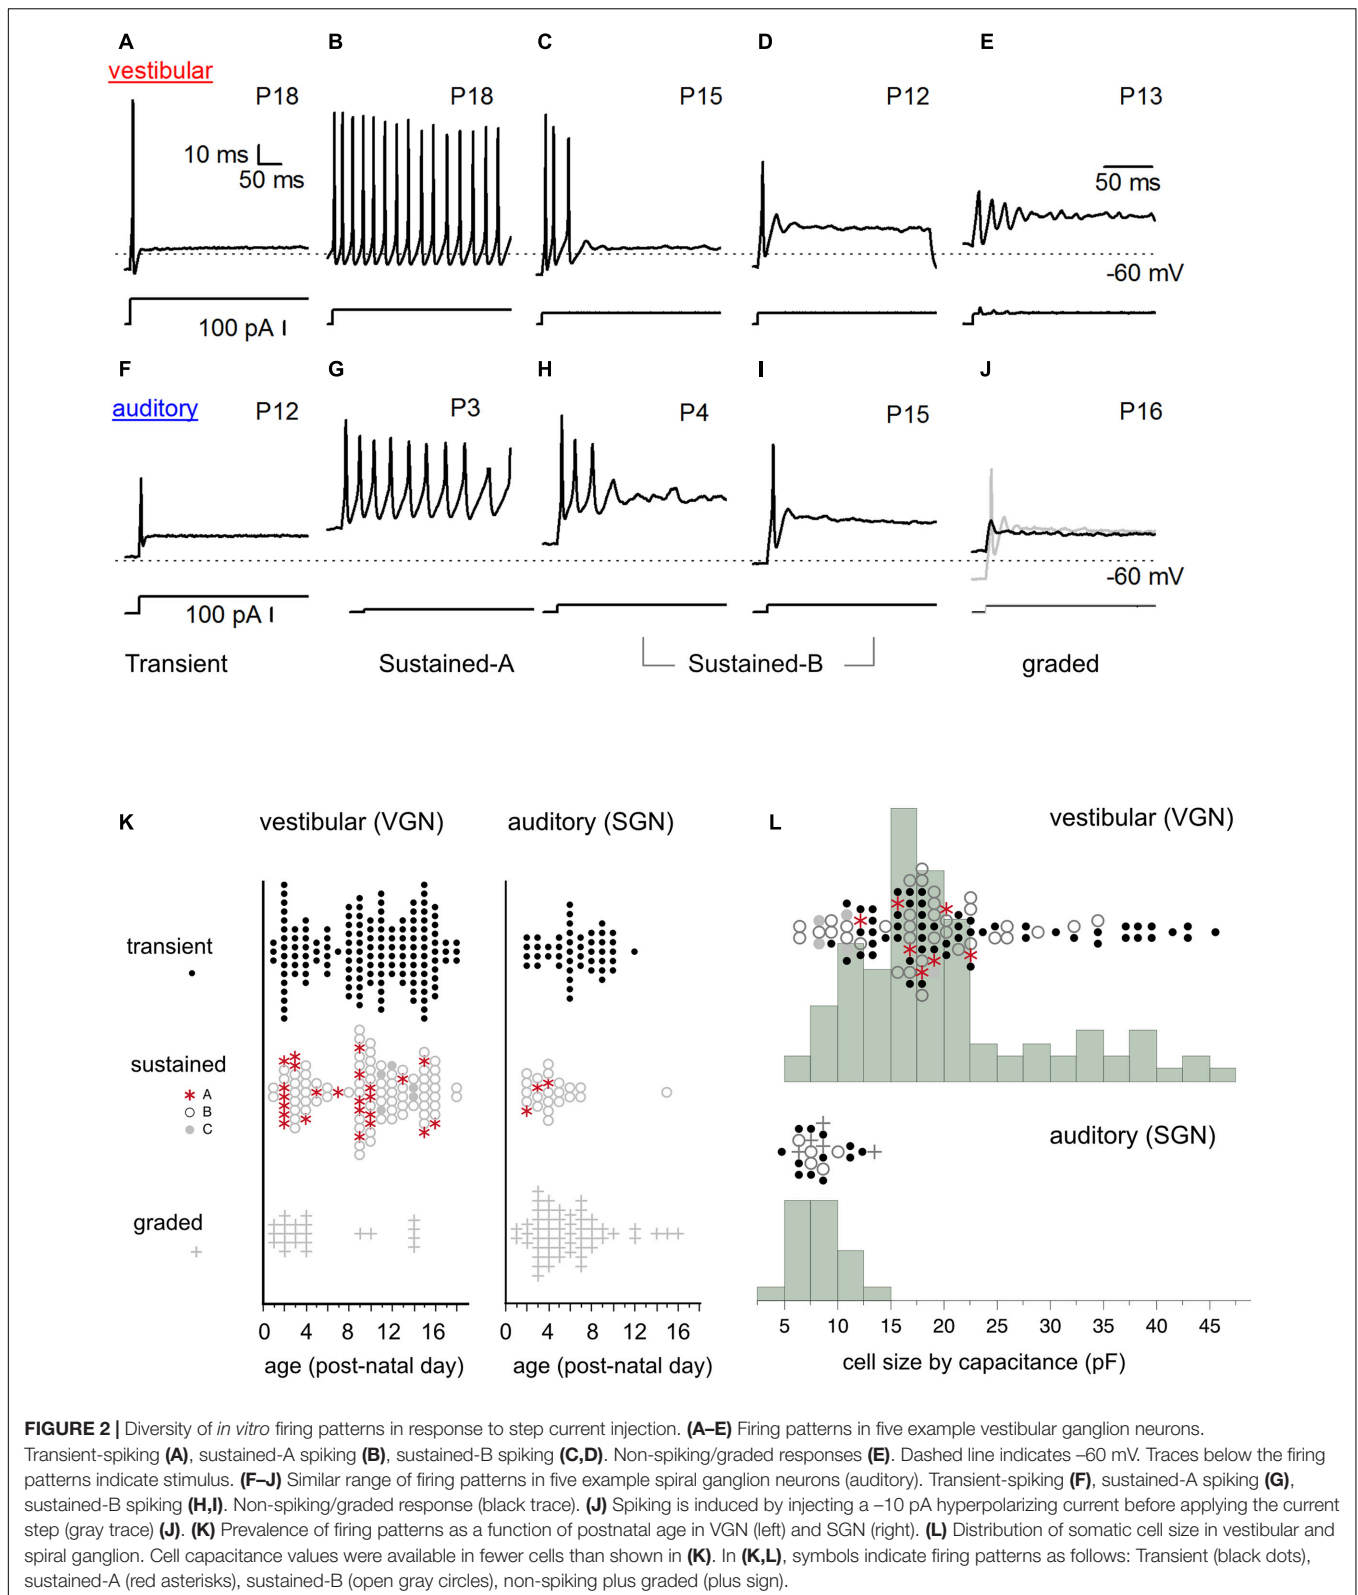 A
B
C
D
E
vestibular
P18
P18
P15
P12
P13
10 ms
50 ms
50 ms
-60 mV
100 pA
F
G
H
I
J
auditory
P12
P3
P4
P15
P16
-60 mV
100 pA
Transient
Sustained-A
Sustained-B
graded
K
vestibular (VGN)
auditory (SGN)
L
vestibular (VGN)
transient
sustained
A
B
C
auditory (SGN)
graded
0 4 8 12 16
0 4 8 12 16
5 10 15 20 25 30 35 40 45
age (post-natal day)
age (post-natal day)
cell size by capacitance (pF)
FIGURE 2 | Diversity of in vitro firing patterns in response to step current injection. (A–E) Firing patterns in five example vestibular ganglion neurons.
Transient-spiking (A), sustained-A spiking (B), sustained-B spiking (C,D). Non-spiking/graded responses (E). Dashed line indicates –60 mV. Traces below the firing
patterns indicate stimulus. (F–J) Similar range of firing patterns in five example spiral ganglion neurons (auditory). Transient-spiking (F), sustained-A spiking (G),
sustained-B spiking (H,I). Non-spiking/graded response (black trace). (J) Spiking is induced by injecting a –10 pA hyperpolarizing current before applying the current
step (gray trace) (J). (K) Prevalence of firing patterns as a function of postnatal age in VGN (left) and SGN (right). (L) Distribution of somatic cell size in vestibular and
spiral ganglion. Cell capacitance values were available in fewer cells than shown in (K). In (K,L), symbols indicate firing patterns as follows: Transient (black dots),
sustained-A (red asterisks), sustained-B (open gray circles), non-spiking plus graded (plus sign).